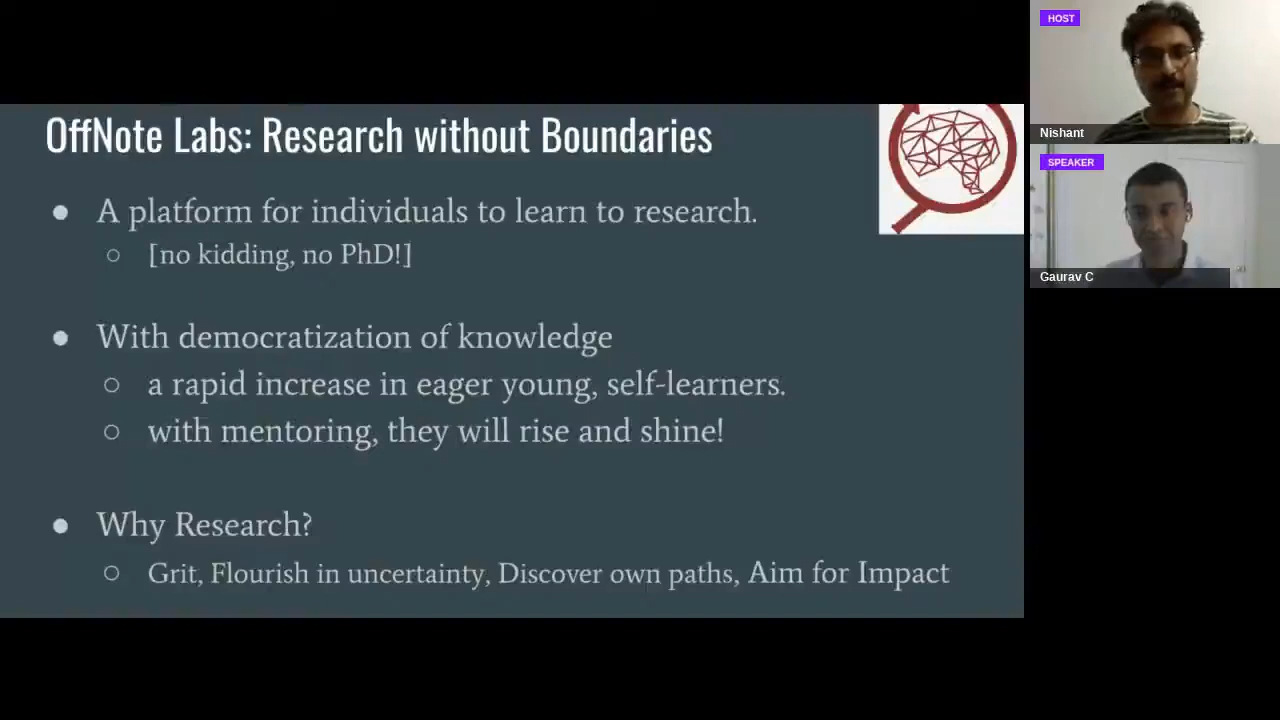 OffNote Labs: Research without Boundaries
A platform for individuals to learn to research.
[no kidding, no PhD!]
With democratization of knowledge
a rapid increase in eager young, self-learners.
with mentoring, they will rise and shine!
Why Research?
Grit, Flourish in uncertainty, Discover own paths, Aim for Impact
HOST
Nishant
SPEAKER
Gaurav C